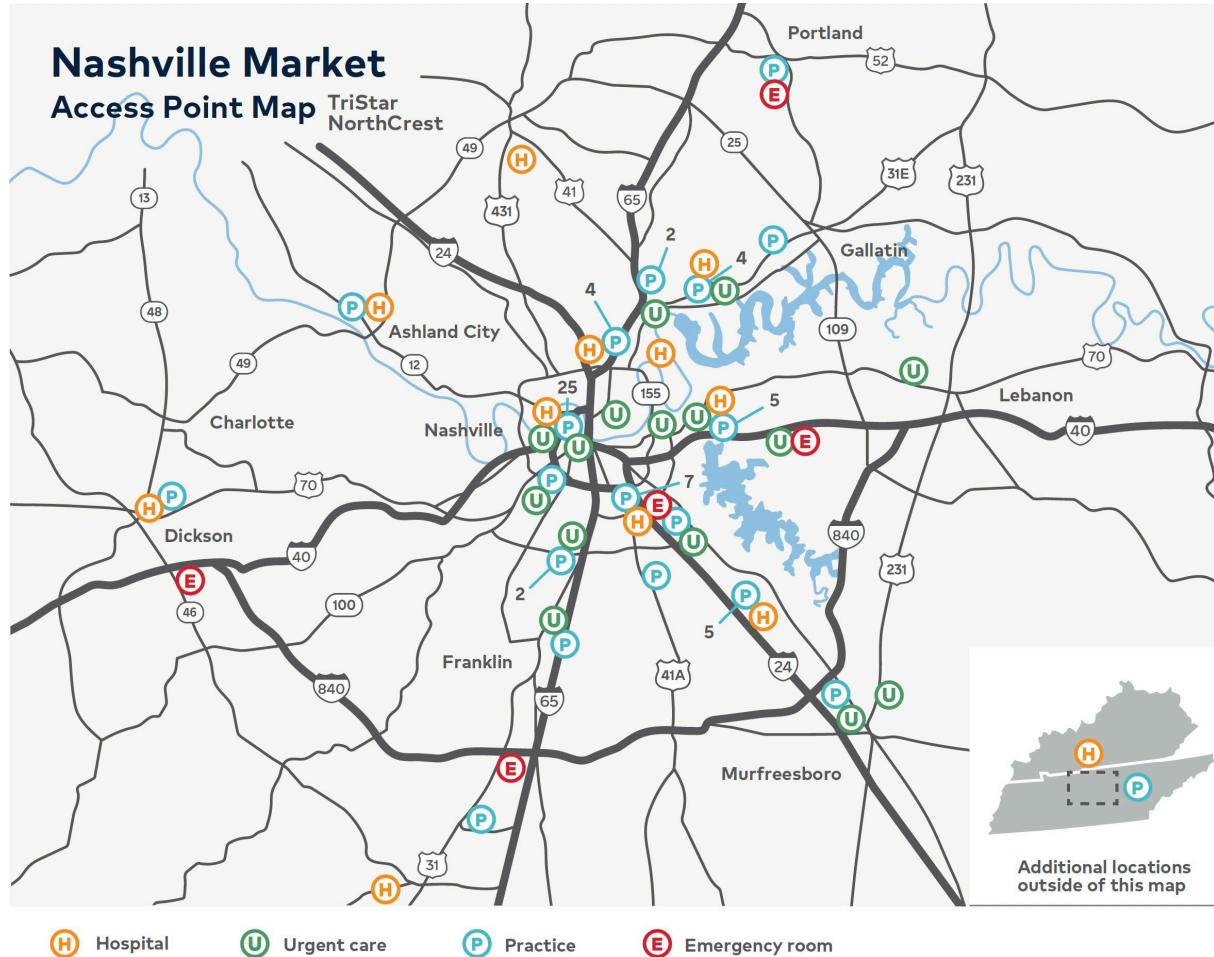 Nashville Market
Access Point Map
TriStar
NorthCrest
Portland
52
P
E
49
25
H
13
41
31E
231
65
431
2
P
24
H
4
Gallatin
P
P
U
4
P
H
48
U
Ashland City
H
P
H
109
49
12
70
U
25
155
H
Lebanon
H
5
Charlotte
Nashville
P
U
U
P
40
U
U
U
U
E
70
P
7
H
P
U
P
E
H
P
Dickson
40
U
U
840
E
2
P
P
231
46
100
P
H
5
U
P
Franklin
41A
24
840
65
P
U
U
E
Murfreesboro
H
P
P
31
H
Additional locations
outside of this map
H Hospital
U Urgent care
P Practice
E Emergency room